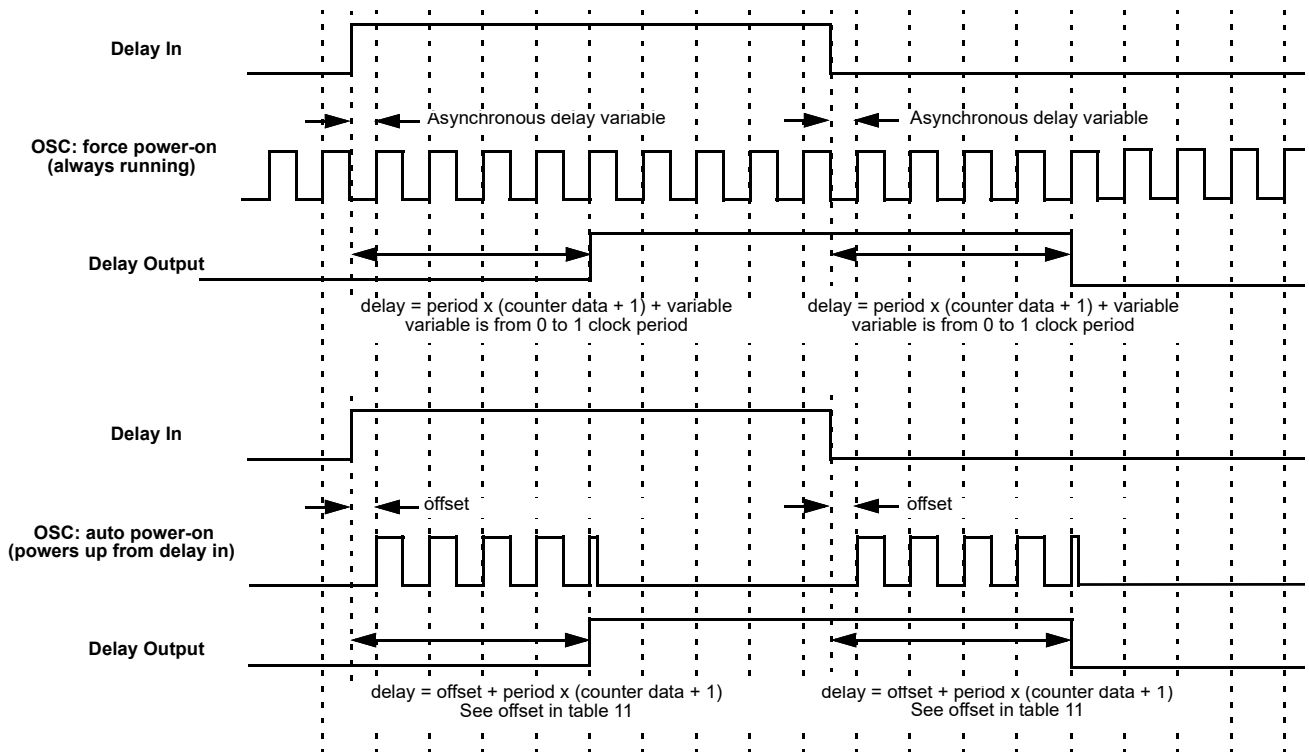 Delay In
Asynchronous delay variable
Asynchronous delay variable
OSC: force power-on
(always running)
Delay Output
delay = period x (counter data + 1) + variable
variable is from 0 to 1 clock period
delay = period x (counter data + 1) + variable
variable is from 0 to 1 clock period
Delay In
offset
offset
OSC: auto power-on
(powers up from delay in)
Delay Output
delay = offset + period x (counter data + 1)
See offset in table 11
delay = offset + period x (counter data + 1)
See offset in table 11